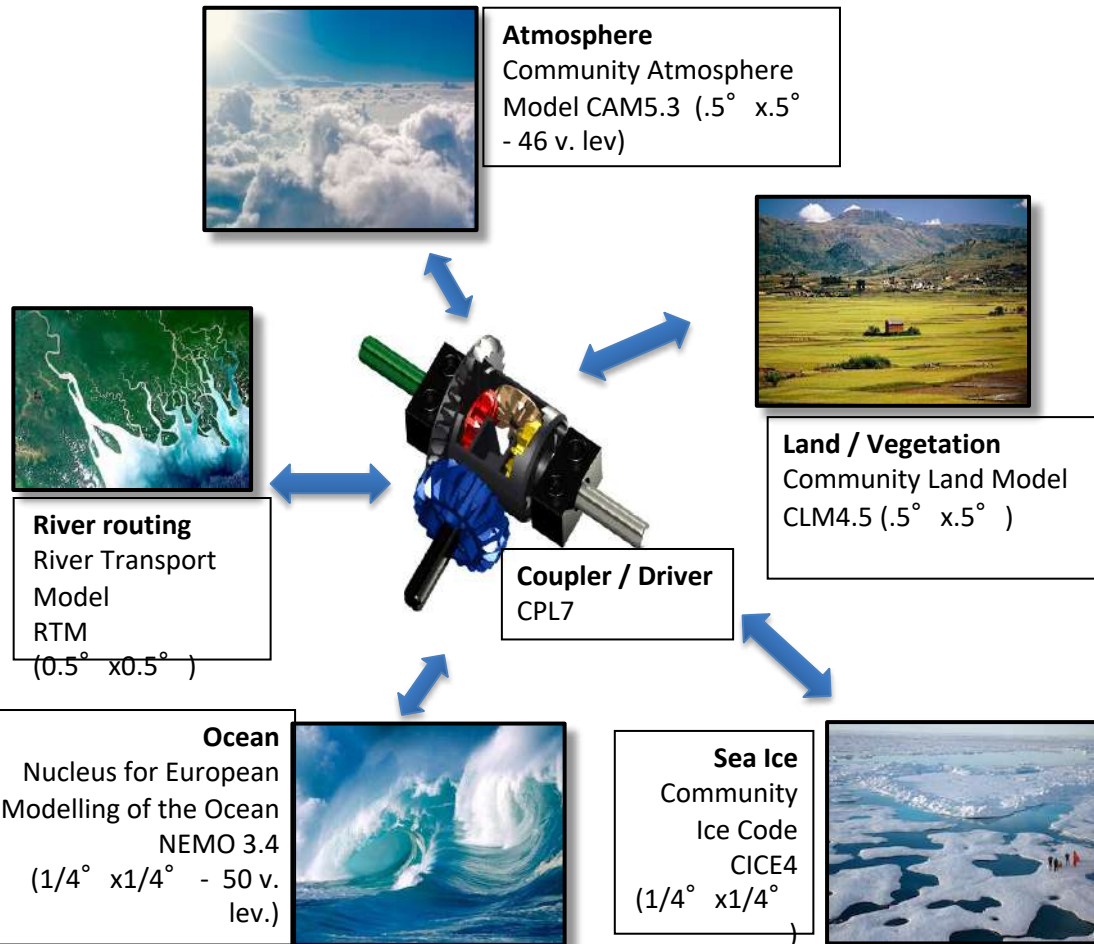 Atmosphere
Community Atmosphere
Model CAM5.3 (.5° x.5°
- 46 v. lev)
Land / Vegetation
Community Land Model
CLM4.5 (.5° x.5° )
River routing
River Transport
Model
RTM
(0.5° x0.5° )
Coupler / Driver
CPL7
Ocean
Nucleus for European
Modelling of the Ocean
NEMO 3.4
(1/4° x1/4° - 50 v.
lev.)
Sea Ice
Community
Ice Code
CICE4
(1/4° x1/4°
)